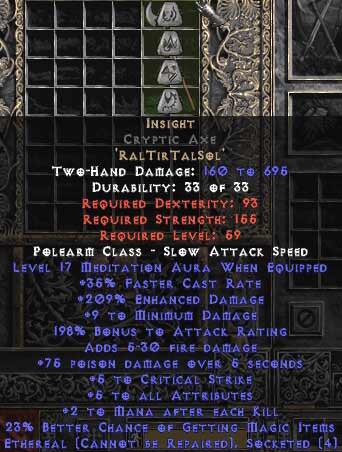 Insight
Cryptic Axe
'RalTirTalSol'
Two-Hand Damage: 160 to 695
Durability: 33 of 33
Required Dexterity: 93
Required Strength: 155
Required Level: 59
Polearm Class - Slow Attack Speed
Level 17 Meditation Aura When Equipped
+35% Faster Cast Rate
+209% Enhanced Damage
+9 to Minimum Damage
198% Bonus to Attack Rating
Adds 5-30 fire damage
+75 poison damage over 5 seconds
+5 to Critical Strike
+5 to all Attributes
+2 to Mana after each Kill
23% Better Chance of Getting Magic Items
Ethereal (Cannot be Repaired), Socketed (4)